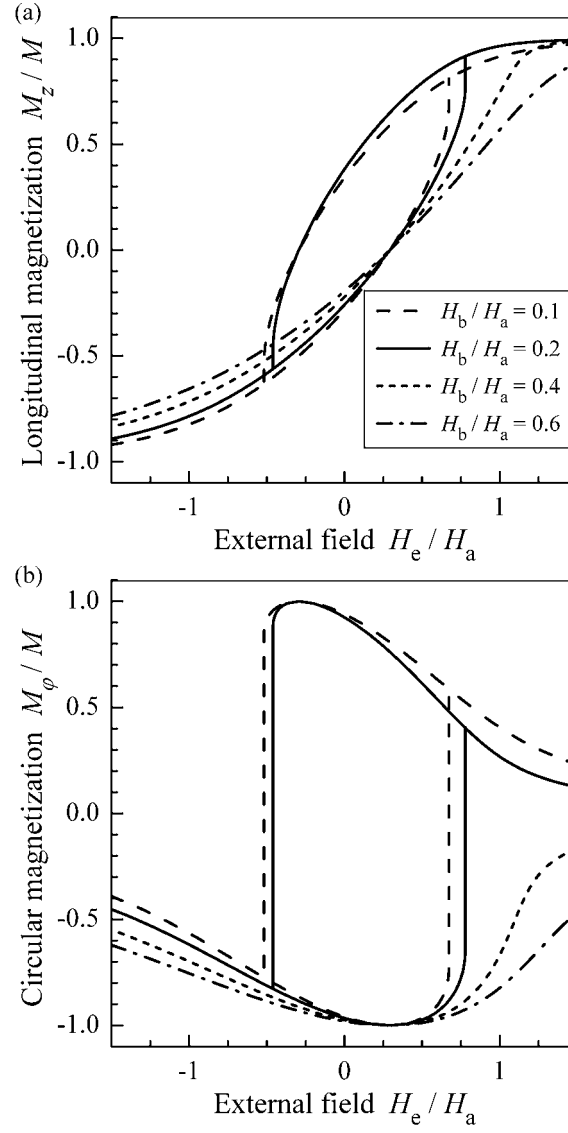 (a)
Longitudinal magnetization M_z / M
1.0
0.5
0.0
-0.5
-1.0
H_b / H_a = 0.1
H_b / H_a = 0.2
H_b / H_a = 0.4
H_b / H_a = 0.6
-1 0 1
External field H_e / H_a
(b)
Circular magnetization M_φ / M
1.0
0.5
0.0
-0.5
-1.0
-1 0 1
External field H_e / H_a